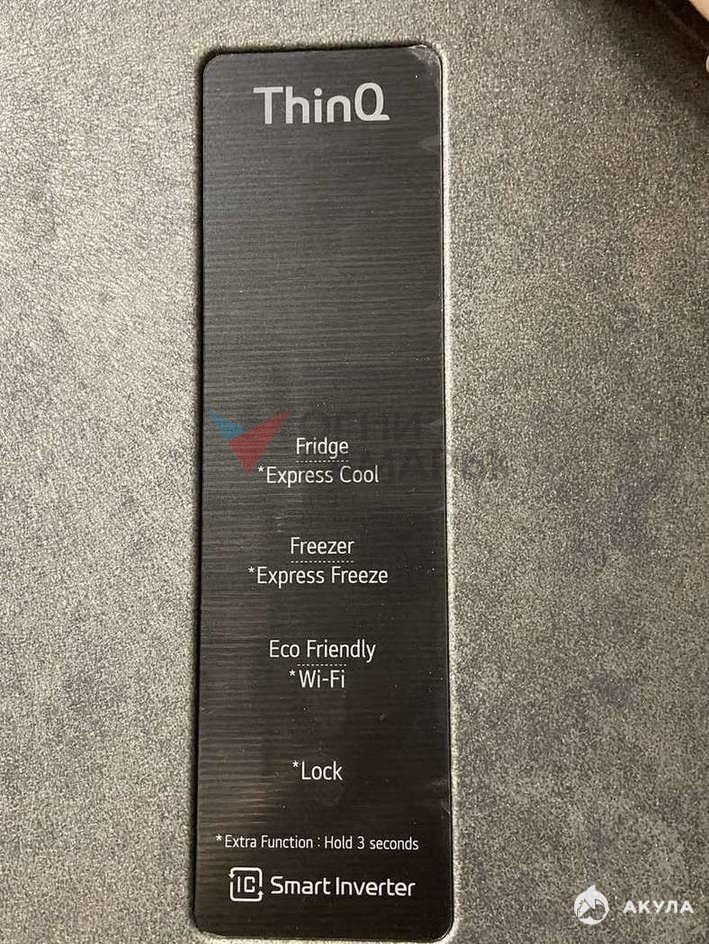 ThinQ
Fridge
*Express Cool
Freezer
*Express Freeze
Eco Friendly
*Wi-Fi
*Lock
*Extra Function : Hold 3 seconds
IC Smart Inverter
АКУЛА